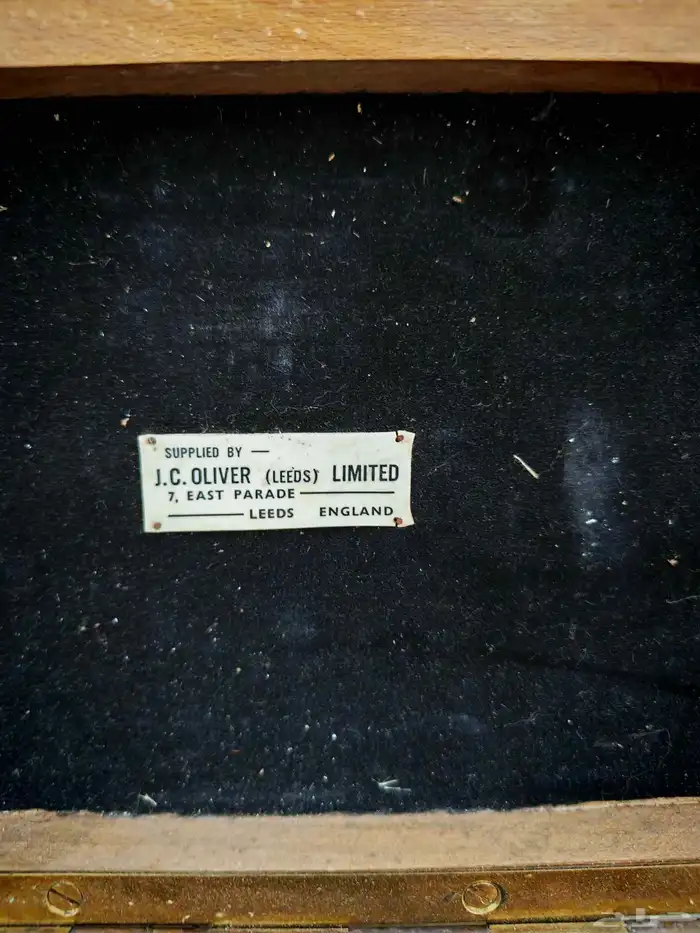 SUPPLIED BY —
J.C. OLIVER (LEEDS) LIMITED
7, EAST PARADE
LEEDS ENGLAND